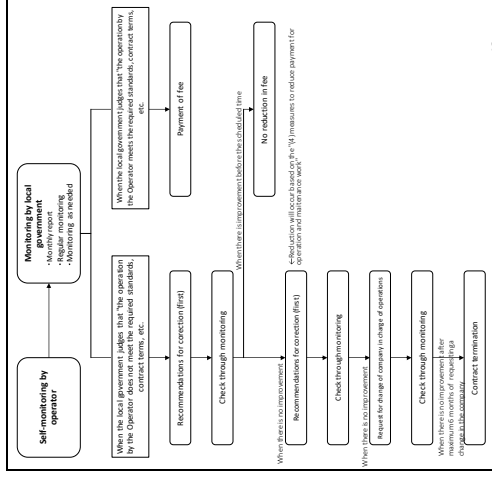 Self-monitoring by
operator
Monitoring by local
government
・Monthly report
・Regular monitoring
・Monitoring as needed
When the local government judges that "the operation
by the Operator does not meet the required standards,
contract terms, etc.
When the local government judges that "the operation by
the Operator meets the required standards, contract terms,
etc.
Recommendations for corection (first)
Payment of fee
Check through monitoring
When there is improvement before the scheduled time
When there is no improvement
No reduction in fee
Recommendations for corection (first)
←Reduction will occur based on the "(4) measures to reduce payment for
operation and maitenance work"
Check through monitoring
When there is no improvement
Request for change of company in charge of operations
Check through monitoring
When there is no improvement after
maximum 6 months of requesting a
change in the company
Contract termination